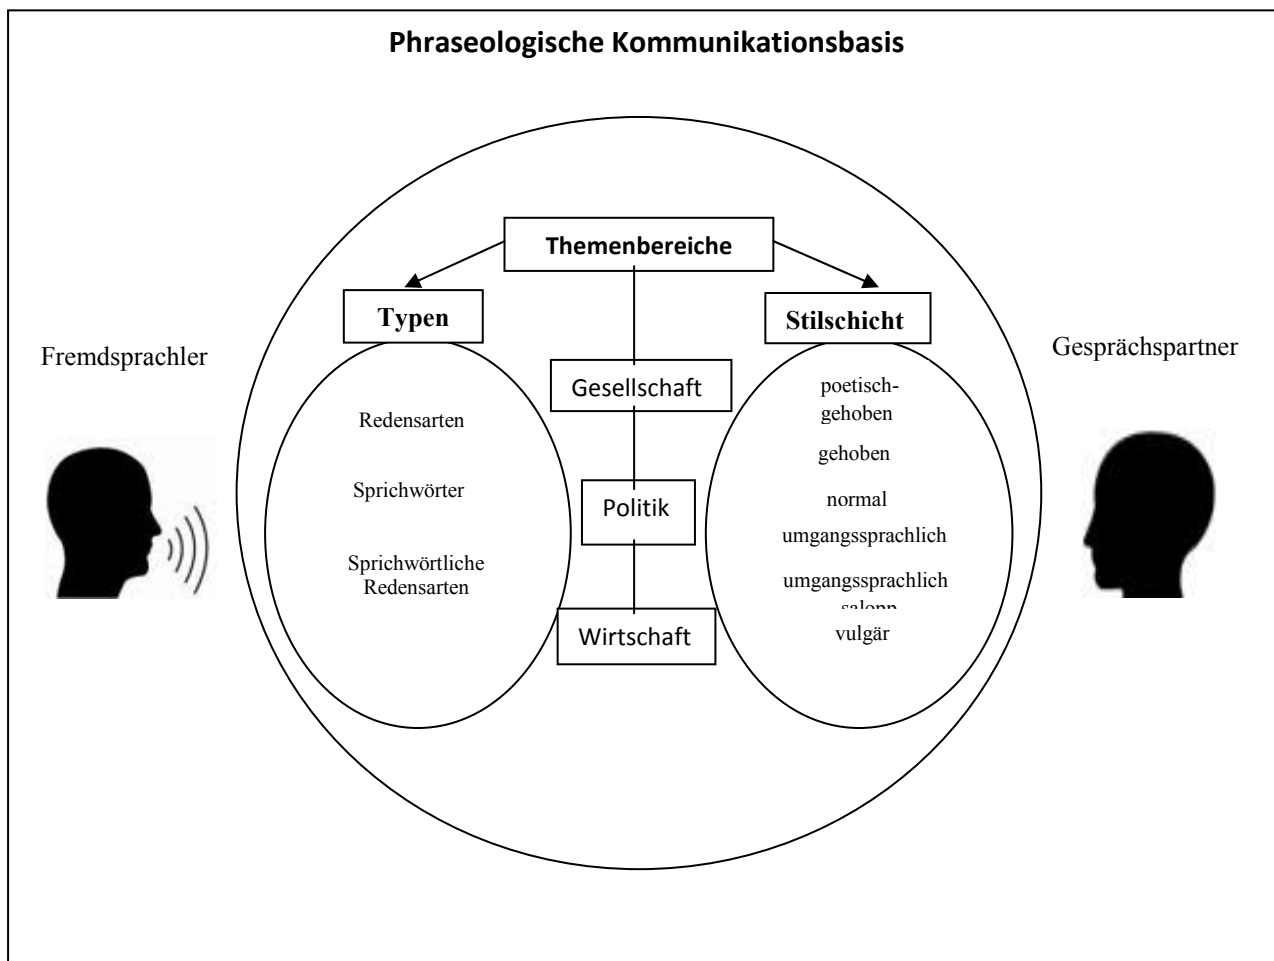 Phraseologische Kommunikationsbasis
Themenbereiche
Typen
Stilschicht
Fremdsprachler
Gesprächspartner
Gesellschaft
Politik
Wirtschaft
Redensarten
Sprichwörter
Sprichwörtliche
Redensarten
poetisch-
gehoben
gehoben
normal
umgangssprachlich
umgangssprachlich
salopp
vulgär